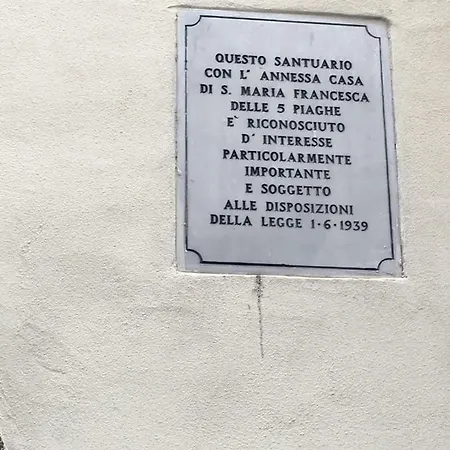 QUESTO SANTUARIO
CON L' ANNESSA CASA
DI S. MARIA FRANCESCA
DELLE 5 PIAGHE
E` RICONOSCIUTO
D' INTERESSE
PARTICOLARMENTE
IMPORTANTE
E SOGGETTO
ALLE DISPOSIZIONI
DELLA LEGGE 1·6·1939